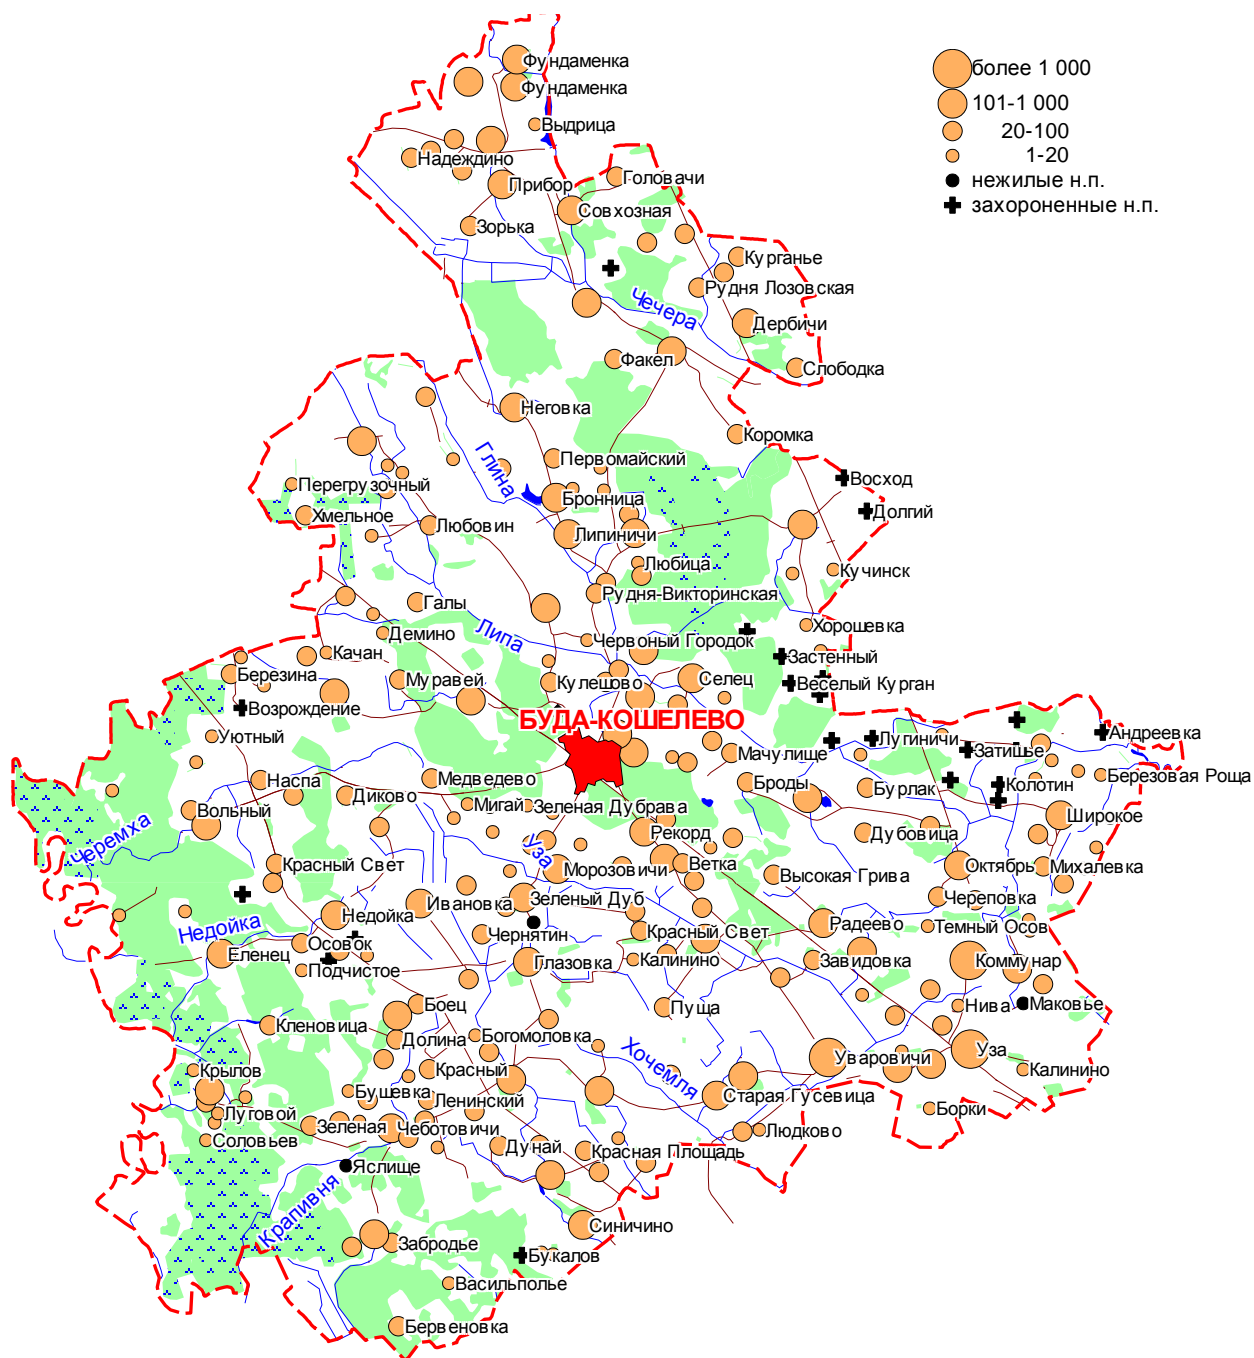 Фундаменка
более 1 000
Фундаменка
101-1 000
Выдрица
20-100
Надеждино
1-20
Прибор
Головачи
нежилые н.п.
Совхозная
захороненные н.п.
Зорька
Курганье
Рудня Лозовская
Чечера
Дербичи
Факел
Слободка
Неговка
Коромка
Первомайский
Глина
Восход
Перегрузочный
Бронница
Долгий
Хмельное
Любовин
Липиничи
Любица
Кучинск
Рудня-Викторинская
Галы
Хорошевка
Демино
Липа
Червоный Городок
Качан
Застенный
Березина
Муравей
Кулешово
Селец
Веселый Курган
Возрождение
БУДА-КОШЕЛЕВО
Уютный
Лугиничи
Андреевка
Мачулище
Затишье
Наспа
Медведево
Броды
Березовая Роща
Диково
Бурлак
Колотин
Вольный
Мигай
Зеленая Дубрава
Широкое
Черемха
Уза
Рекорд
Дубовица
Красный Свет
Морозовичи
Ветка
Высокая Грива
Октябрь
Михалевка
Недойка
Ивановка
Зеленый Дуб
Череповка
Недойка
Чернятин
Красный Свет
Радеево
Темный Осов
Осовок
Еленец
Подчистое
Глазовка
Калинино
Завидовка
Коммунар
Боец
Пуща
Нива
Маковье
Кленовица
Долина
Богомоловка
Хочемля
Уваровичи
Уза
Крылов
Красный
Калинино
Бушевка
Ленинский
Старая Гусевица
Луговой
Борки
Соловьев
Зеленая
Чеботовичи
Людково
Дунай
Красная Площадь
Яслище
Крапивня
Синичино
Забродье
Букалов
Васильполье
Бервеновка